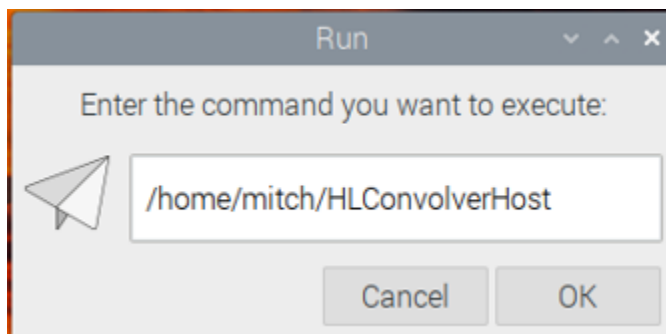 Run
Enter the command you want to execute:
/home/mitch/HLConvolverHost
Cancel OK